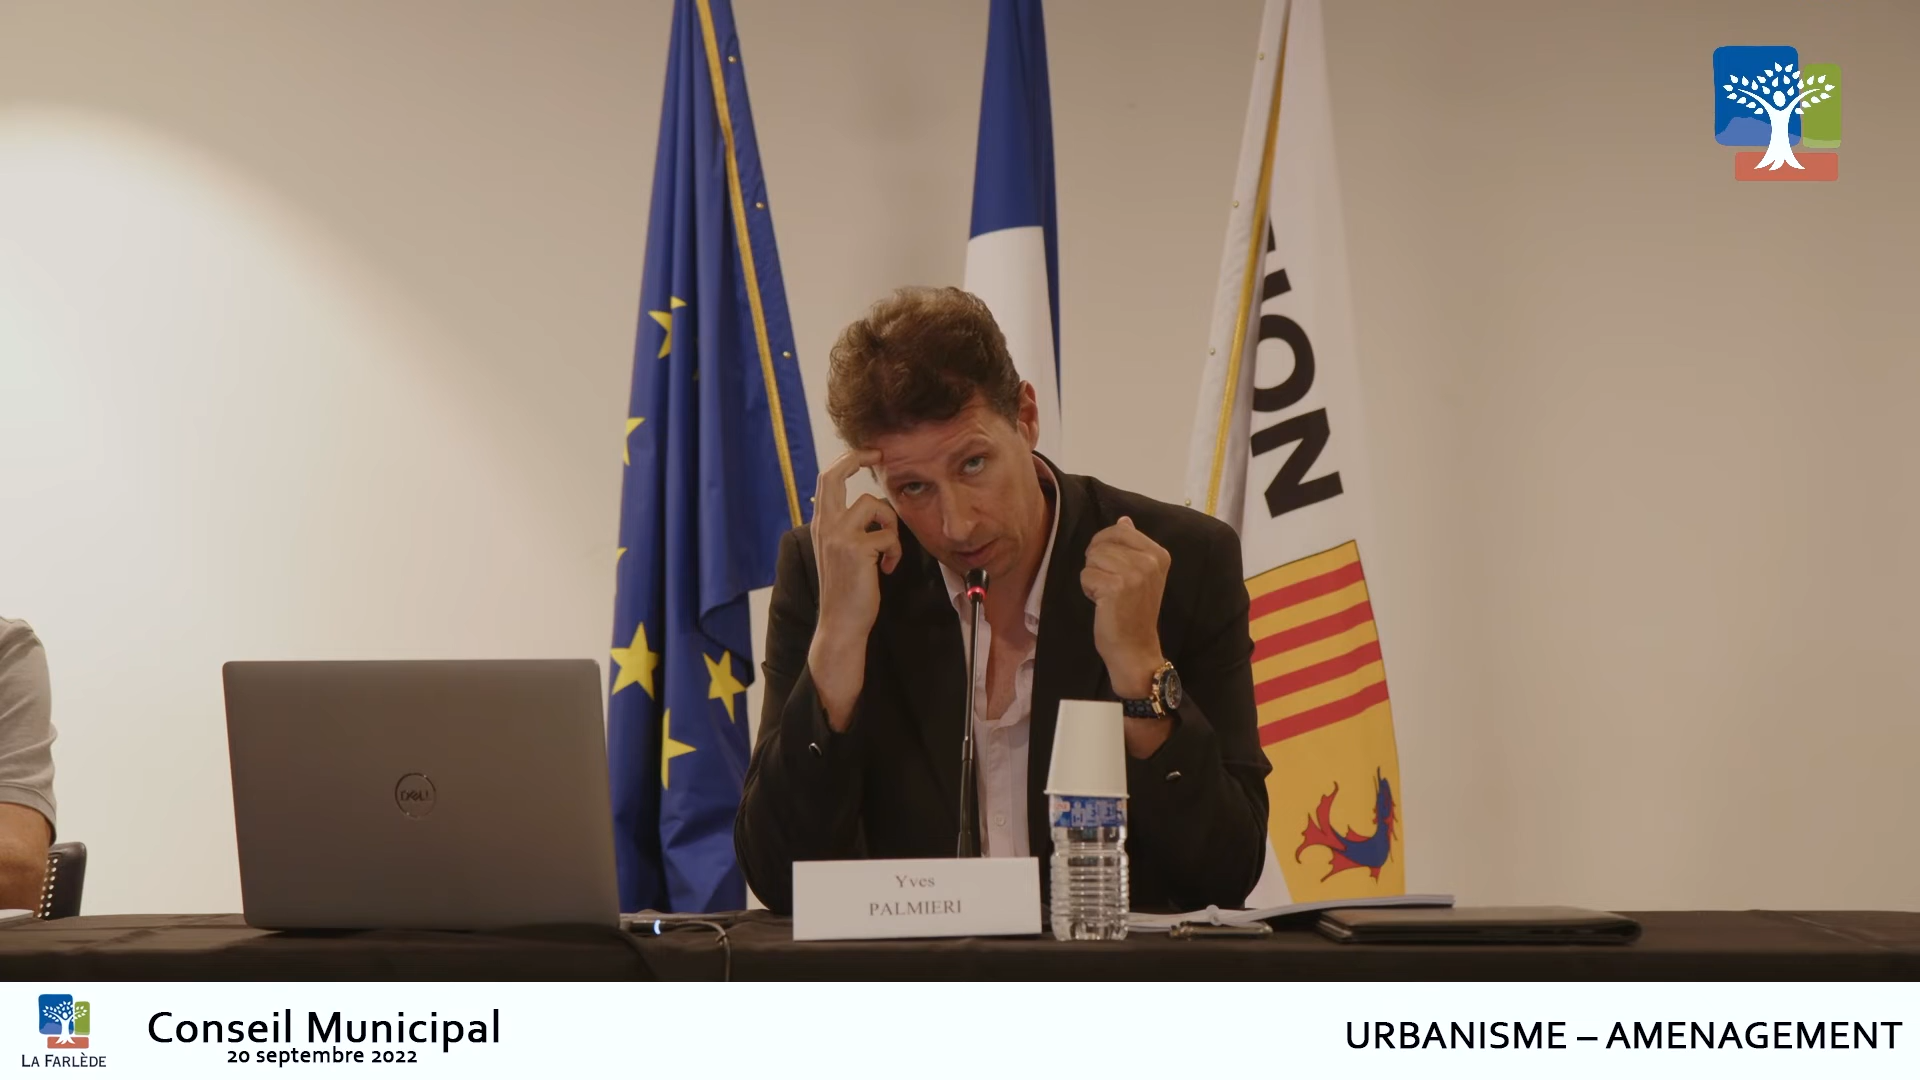 ION
DELL
Yves
PALMIERI
LA FARLÈDE
Conseil Municipal
20 septembre 2022
URBANISME – AMENAGEMENT